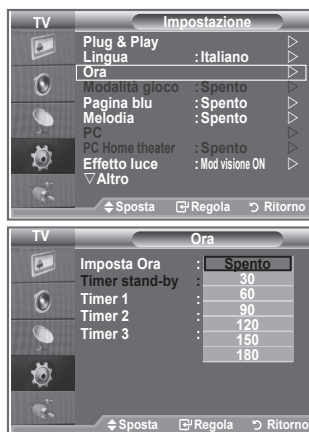 TV
Impostazione
Plug & Play
Lingua : Italiano
Ora
Modalità gioco : Spento
Pagina blu : Spento
Melodia : Spento
PC
PC Home theater : Spento
Effetto luce : Mod visione ON
▽Altro
Sposta Regola Ritorno
TV
Ora
Imposta Ora : Spento
Timer stand-by : 30
Timer 1 : 60
90
Timer 2 : 120
Timer 3 : 150
180
Sposta Regola Ritorno